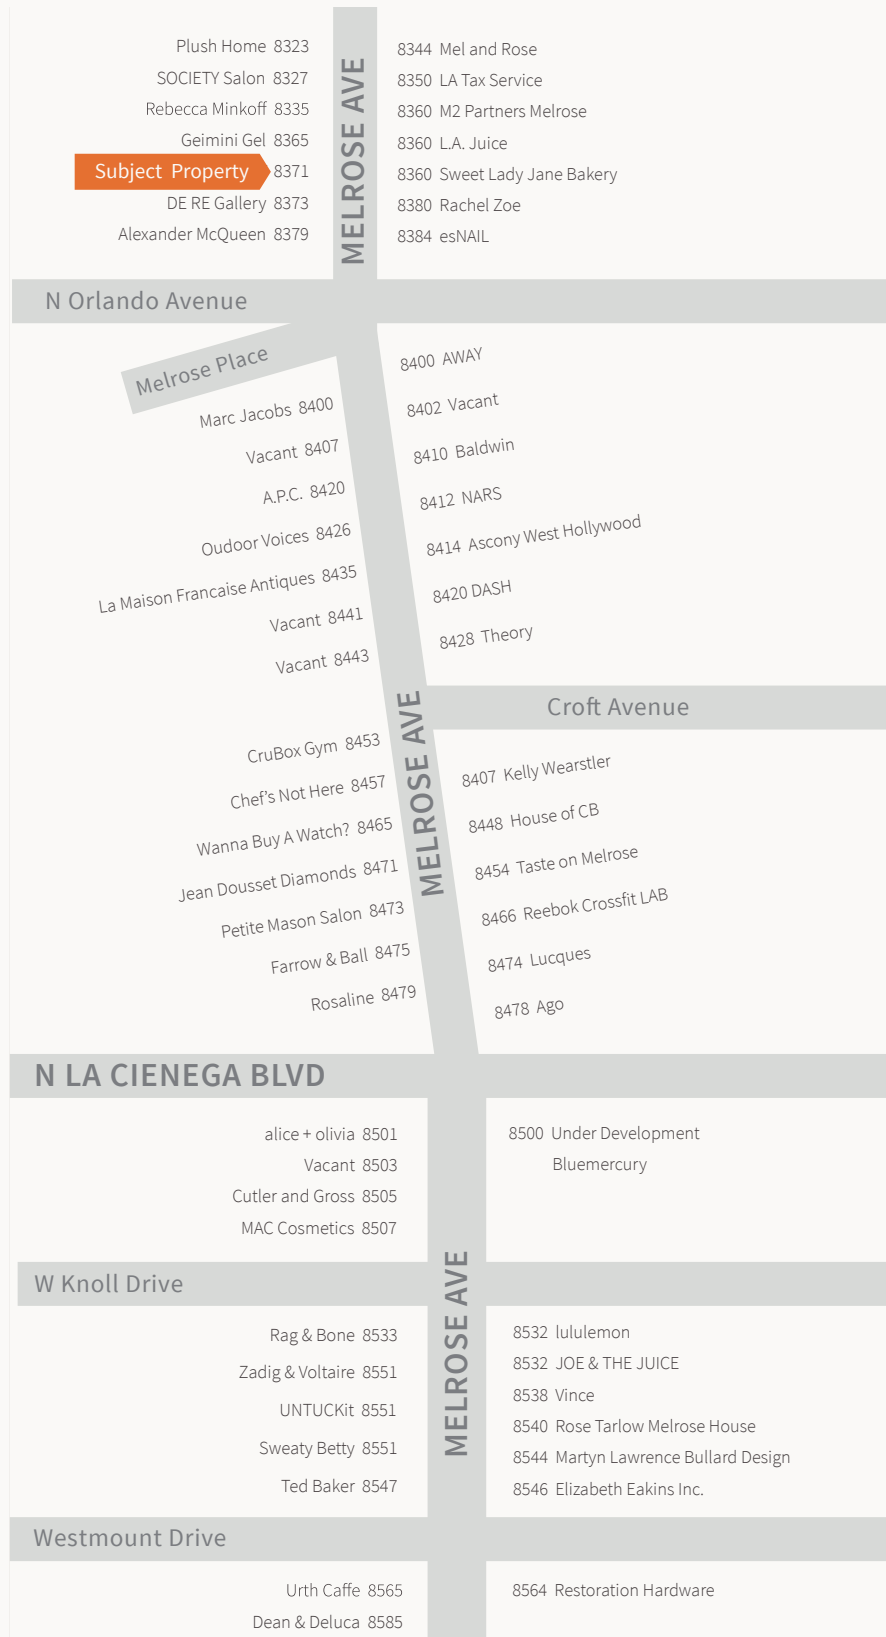 MELROSE AVE
Plush Home 8323
SOCIETY Salon 8327
Rebecca Minkoff 8335
Geimini Gel 8365
Subject Property 8371
DE RE Gallery 8373
Alexander McQueen 8379
8344 Mel and Rose
8350 LA Tax Service
8360 M2 Partners Melrose
8360 L.A. Juice
8360 Sweet Lady Jane Bakery
8380 Rachel Zoe
8384 esNAIL
N Orlando Avenue
Melrose Place
Marc Jacobs 8400
Vacant 8407
A.P.C. 8420
Oudoor Voices 8426
La Maison Francaise Antiques 8435
Vacant 8441
Vacant 8443
8400 AWAY
8402 Vacant
8410 Baldwin
8412 NARS
8414 Ascony West Hollywood
8420 DASH
8428 Theory
Croft Avenue
MELROSE AVE
CruBox Gym 8453
Chef's Not Here 8457
Wanna Buy A Watch? 8465
Jean Dousset Diamonds 8471
Petite Mason Salon 8473
Farrow & Ball 8475
Rosaline 8479
8407 Kelly Wearstler
8448 House of CB
8454 Taste on Melrose
8466 Reebok Crossfit LAB
8474 Lucques
8478 Ago
N LA CIENEGA BLVD
alice + olivia 8501
Vacant 8503
Cutler and Gross 8505
MAC Cosmetics 8507
8500 Under Development
Bluemercury
W Knoll Drive
MELROSE AVE
Rag & Bone 8533
Zadig & Voltaire 8551
UNTUCKit 8551
Sweaty Betty 8551
Ted Baker 8547
8532 lululemon
8532 JOE & THE JUICE
8538 Vince
8540 Rose Tarlow Melrose House
8544 Martyn Lawrence Bullard Design
8546 Elizabeth Eakins Inc.
Westmount Drive
Urth Caffe 8565
Dean & Deluca 8585
8564 Restoration Hardware